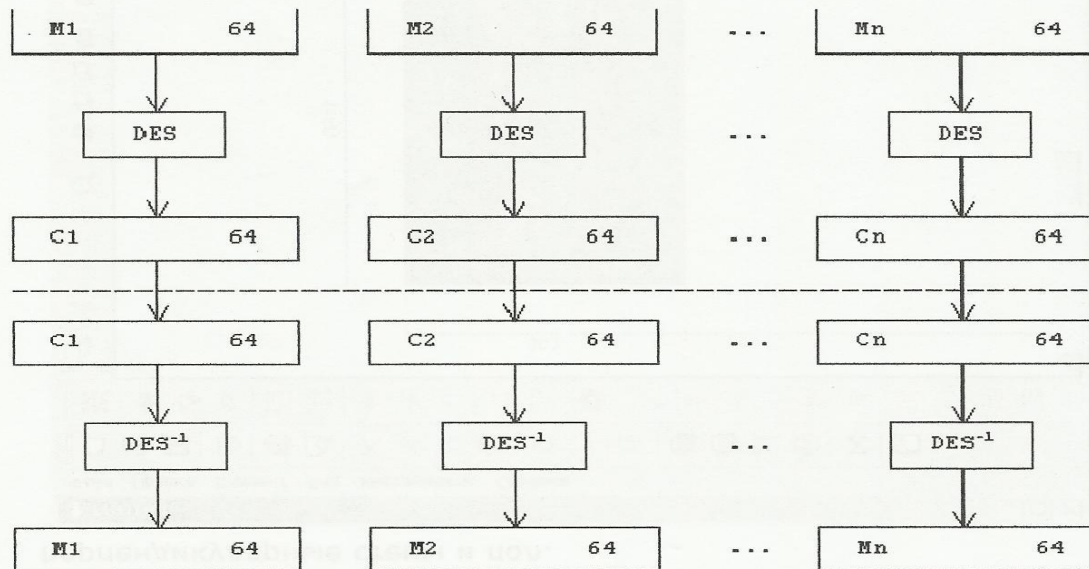 M1 64 M2 64 ... Mn 64
DES DES ... DES
C1 64 C2 64 ... Cn 64
C1 64 C2 64 ... Cn 64
DES⁻¹ DES⁻¹ ... DES⁻¹
M1 64 M2 64 ... Mn 64